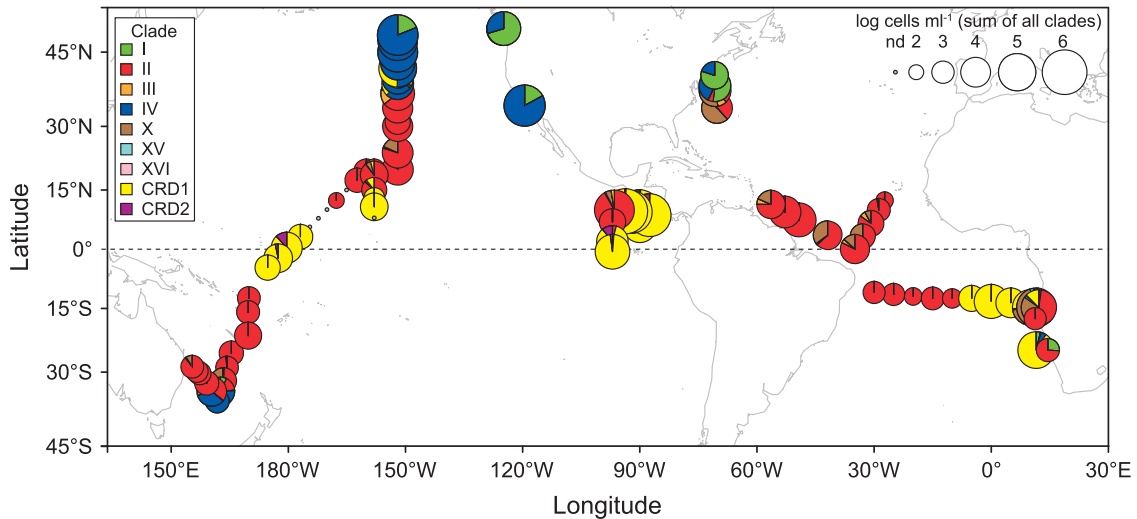 Clade
I
II
III
IV
X
XV
XVI
CRD1
CRD2
log cells ml⁻¹ (sum of all clades)
nd 2 3 4 5 6
45°N
30°N
15°N
0°
15°S
30°S
45°S
Latitude
150°E 180°W 150°W 120°W 90°W 60°W 30°W 0° 30°E
Longitude